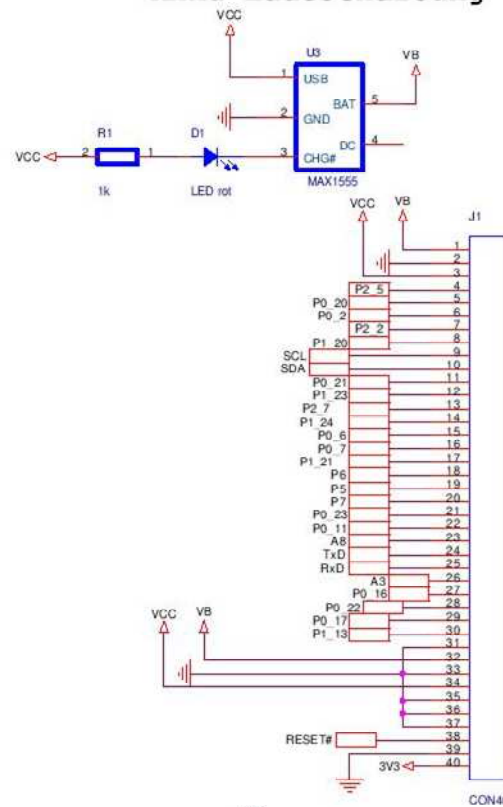 VCC
U3
VB
1 USB
BAT 5
2 GND
DC 4
3 CHG#
MAX1555
VCC 2 R1 1 D1
1k
LED rot
VCC
VB
J1
1
2
3
P2_5 4
P0_20 5
P0_2 6
P2_2 7
P1_20 8
SCL 9
SDA 10
P0_21 11
P1_23 12
P2_7 13
P1_24 14
P0_6 15
P0_7 16
P1_21 17
P6 18
P5 19
P7 20
P0_23 21
P0_11 22
A8 23
TxD 24
RxD 25
A3 26
P0_16 27
P0_22 28
P0_17 29
P1_13 30
VCC
VB
31
32
33
34
35
36
37
RESET# 38
39
3V3 40